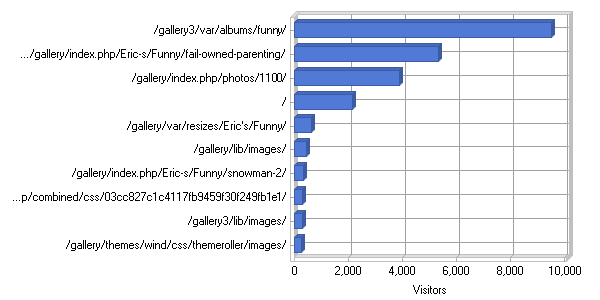 /gallery3/var/albums/funny/
.../gallery/index.php/Eric-s/Funny/fail-owned-parenting/
/gallery/index.php/photos/1100/
/
/gallery/var/resizes/Eric's/Funny/
/gallery/lib/images/
/gallery/index.php/Eric-s/Funny/snowman-2/
...p/combined/css/03cc827c1c4117fb9459f30f249fb1e1/
/gallery3/lib/images/
/gallery/themes/wind/css/themeroller/images/
0 2,000 4,000 6,000 8,000 10,000
Visitors